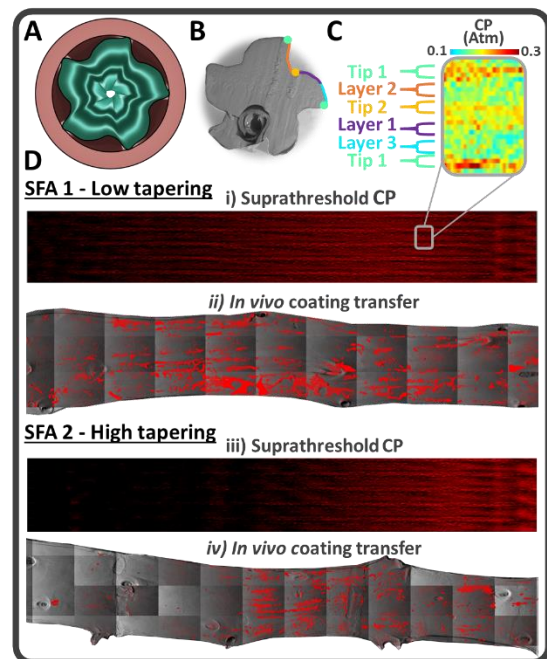 A
B
C
CP
(Atm)
0.1
0.3
Tip 1
Layer 2
Tip 2
Layer 1
Layer 3
Tip 1
D
SFA 1 - Low tapering
i) Suprathreshold CP
ii) In vivo coating transfer
SFA 2 - High tapering
iii) Suprathreshold CP
iv) In vivo coating transfer